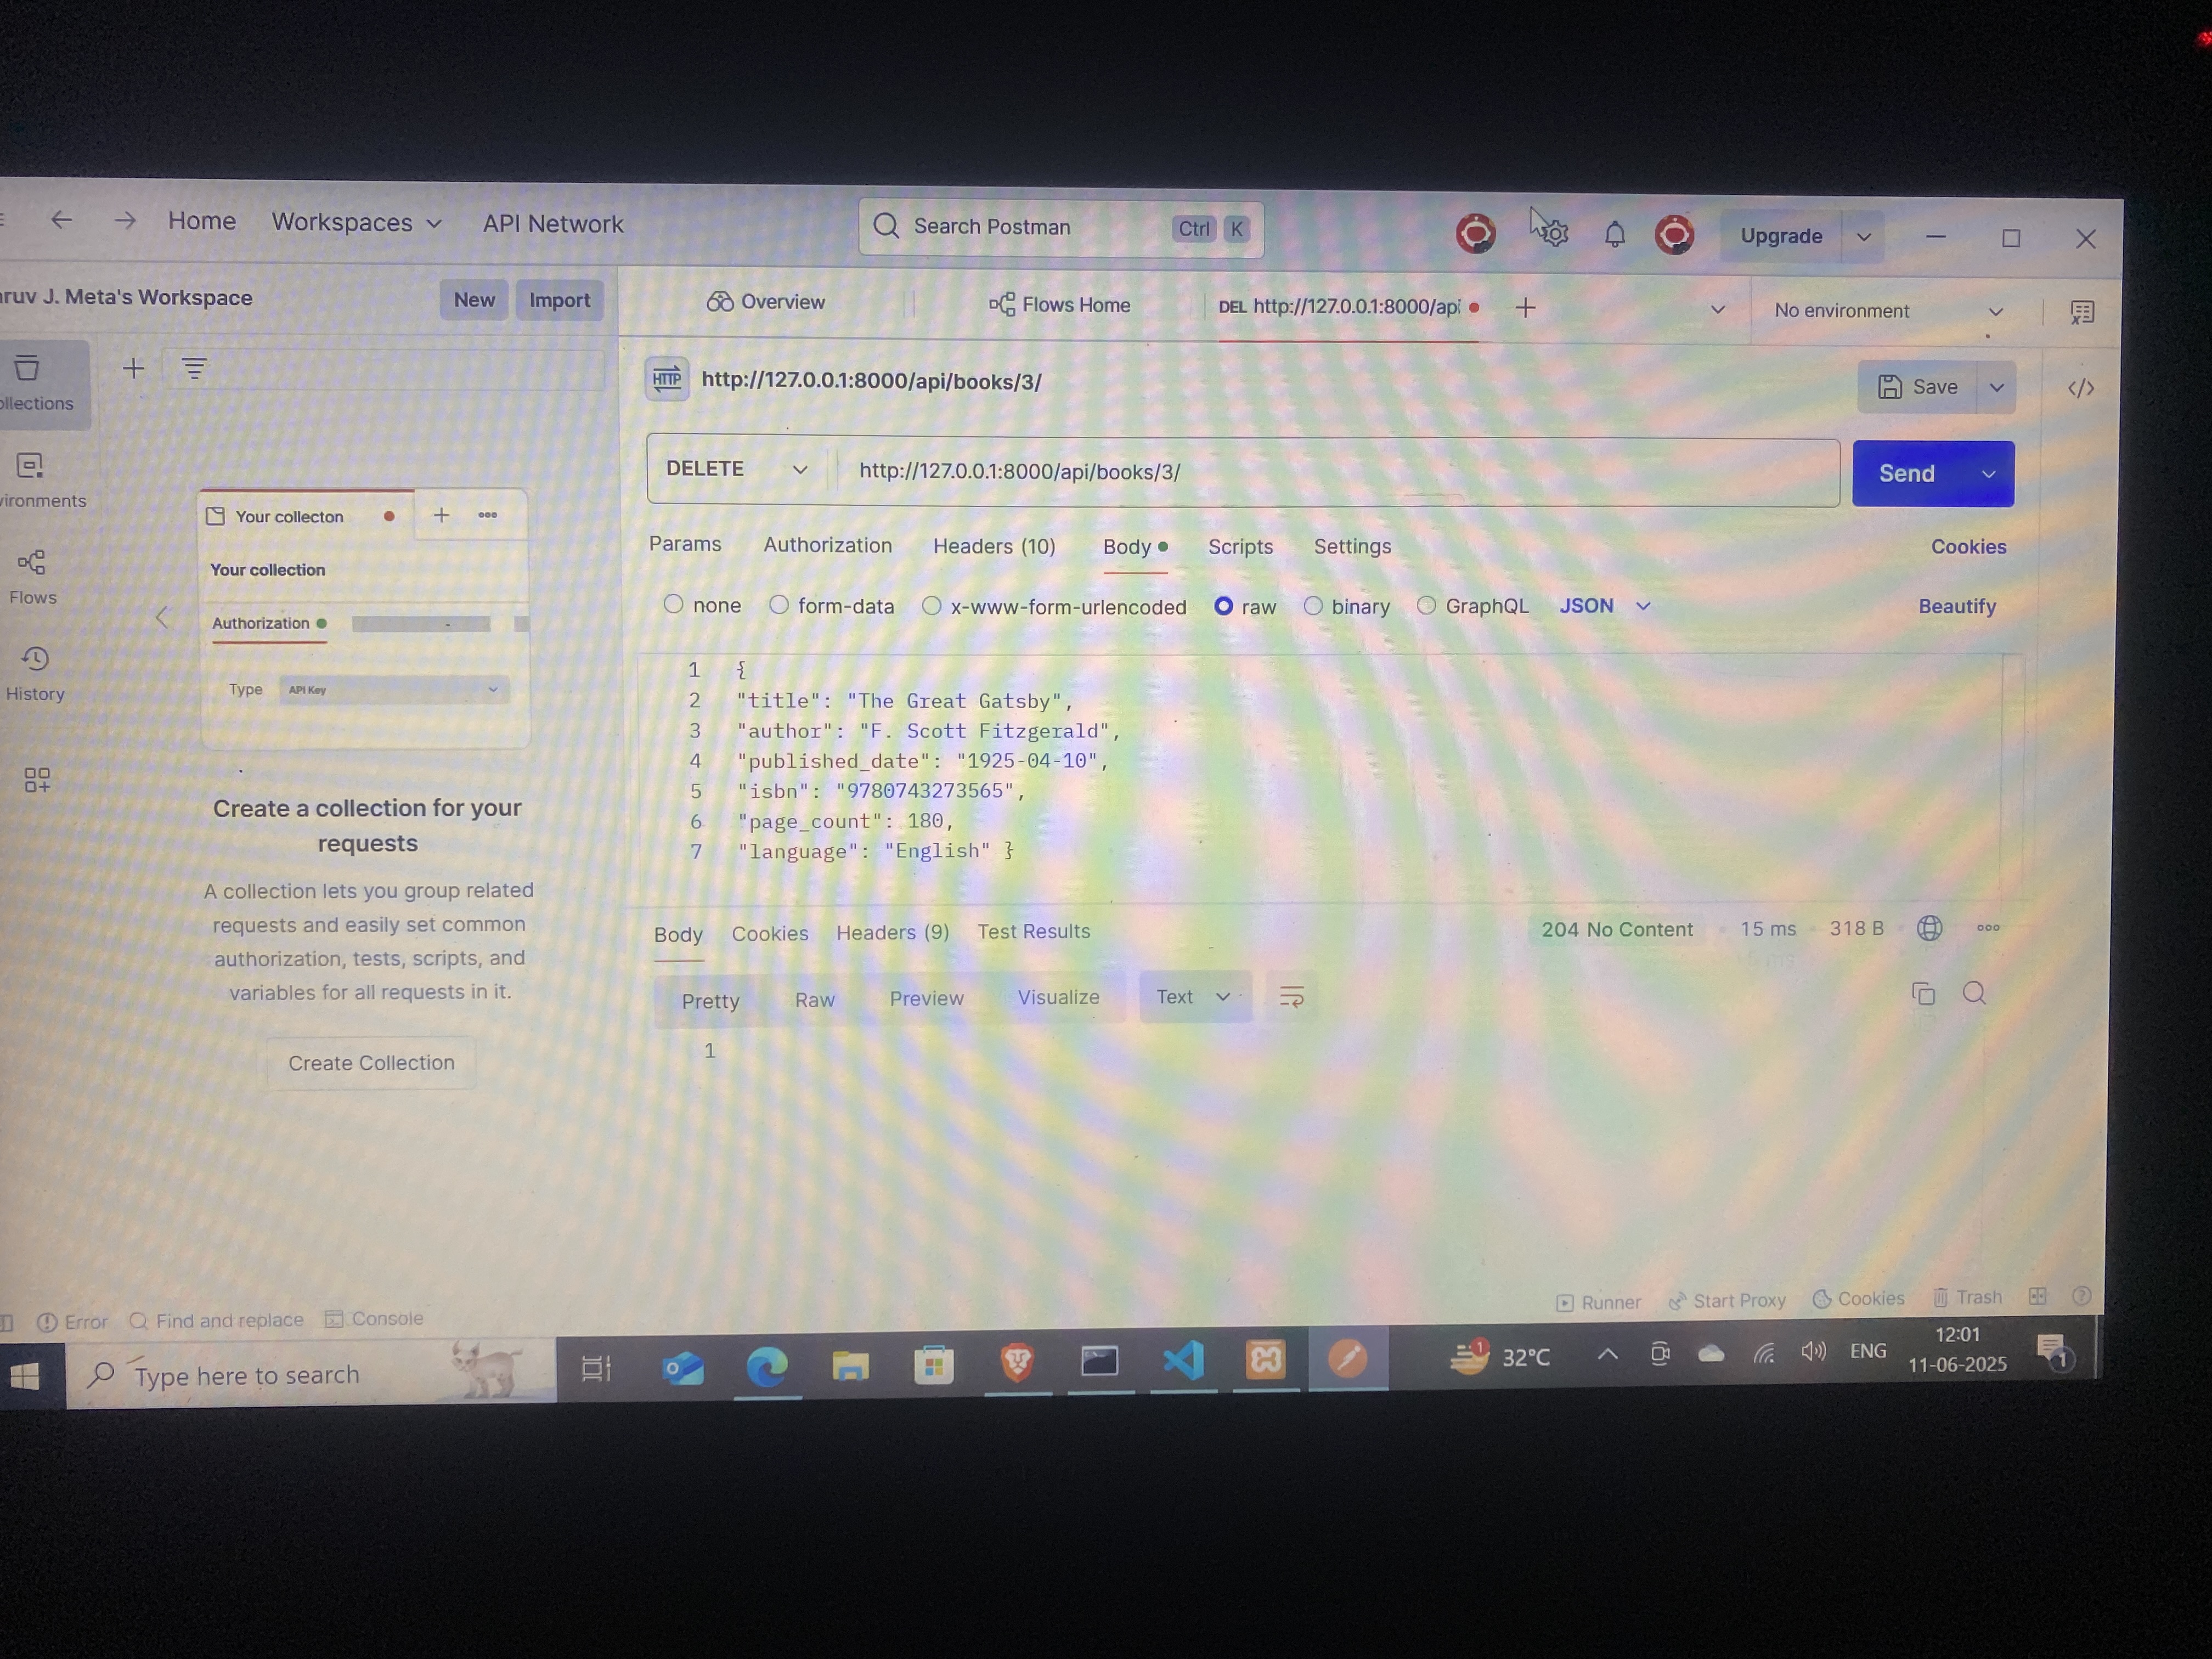 Home Workspaces API Network Search Postman Ctrl K Upgrade
ruv J. Meta's Workspace New Import Overview Flows Home DEL http://127.0.0.1:8000/api + No environment
HTTP http://127.0.0.1:8000/api/books/3/ Save </>
DELETE http://127.0.0.1:8000/api/books/3/ Send
Params Authorization Headers (10) Body Scripts Settings Cookies
none form-data x-www-form-urlencoded raw binary GraphQL JSON Beautify
1 {
2 "title": "The Great Gatsby",
3 "author": "F. Scott Fitzgerald",
4 "published_date": "1925-04-10",
5 "isbn": "9780743273565",
6 "page_count": 180,
7 "language": "English" }
Body Cookies Headers (9) Test Results 204 No Content 15 ms 318 B
Pretty Raw Preview Visualize Text
1
ollections
vironments
Flows
History
Your collecton
Your collection
Authorization
Type API Key
Create a collection for your
requests
A collection lets you group related
requests and easily set common
authorization, tests, scripts, and
variables for all requests in it.
Create Collection
Error Find and replace Console Runner Start Proxy Cookies Trash
Type here to search 1 32°C ENG 12:01
11-06-2025 1